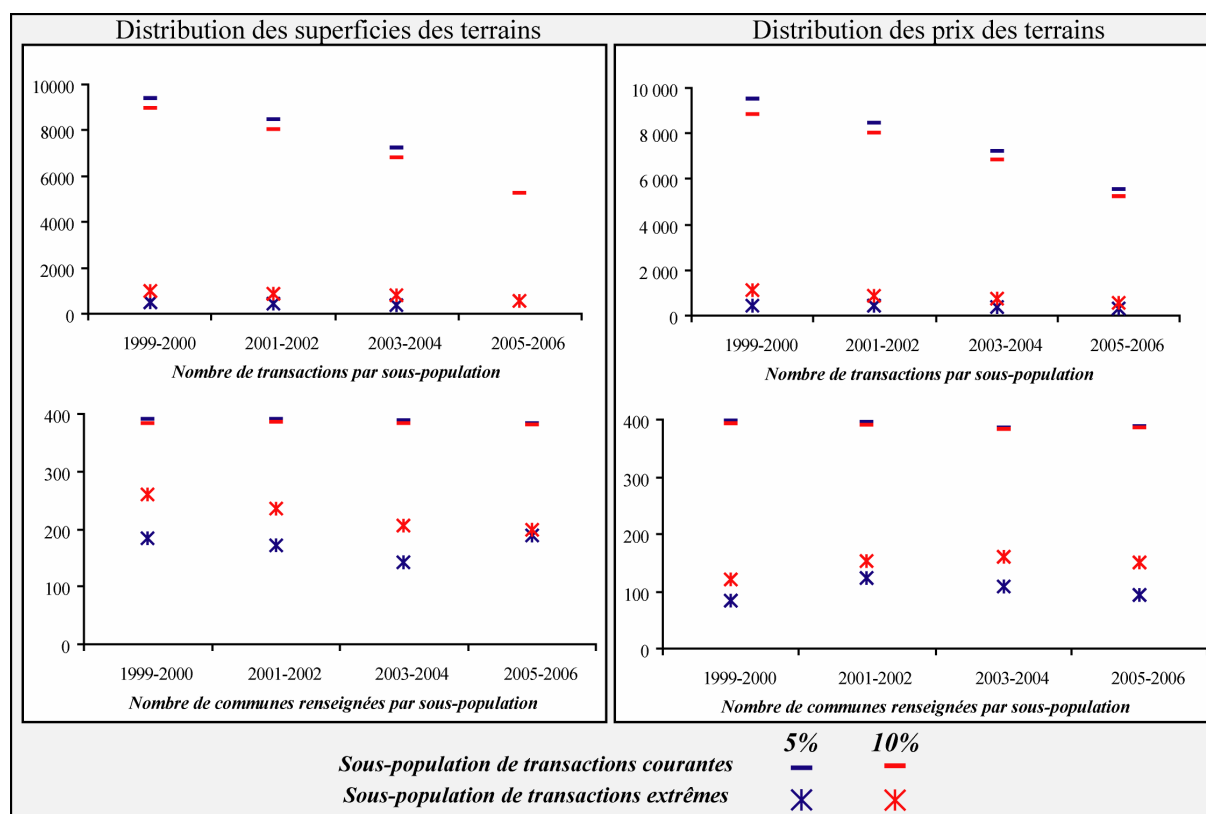 Distribution des superficies des terrains
Distribution des prix des terrains
10000
8000
6000
4000
2000
0
1999-2000 2001-2002 2003-2004 2005-2006
Nombre de transactions par sous-population
10 000
8 000
6 000
4 000
2 000
0
1999-2000 2001-2002 2003-2004 2005-2006
Nombre de transactions par sous-population
400
300
200
100
0
1999-2000 2001-2002 2003-2004 2005-2006
Nombre de communes renseignées par sous-population
400
300
200
100
0
1999-2000 2001-2002 2003-2004 2005-2006
Nombre de communes renseignées par sous-population
5% 10%
Sous-population de transactions courantes
Sous-population de transactions extrêmes